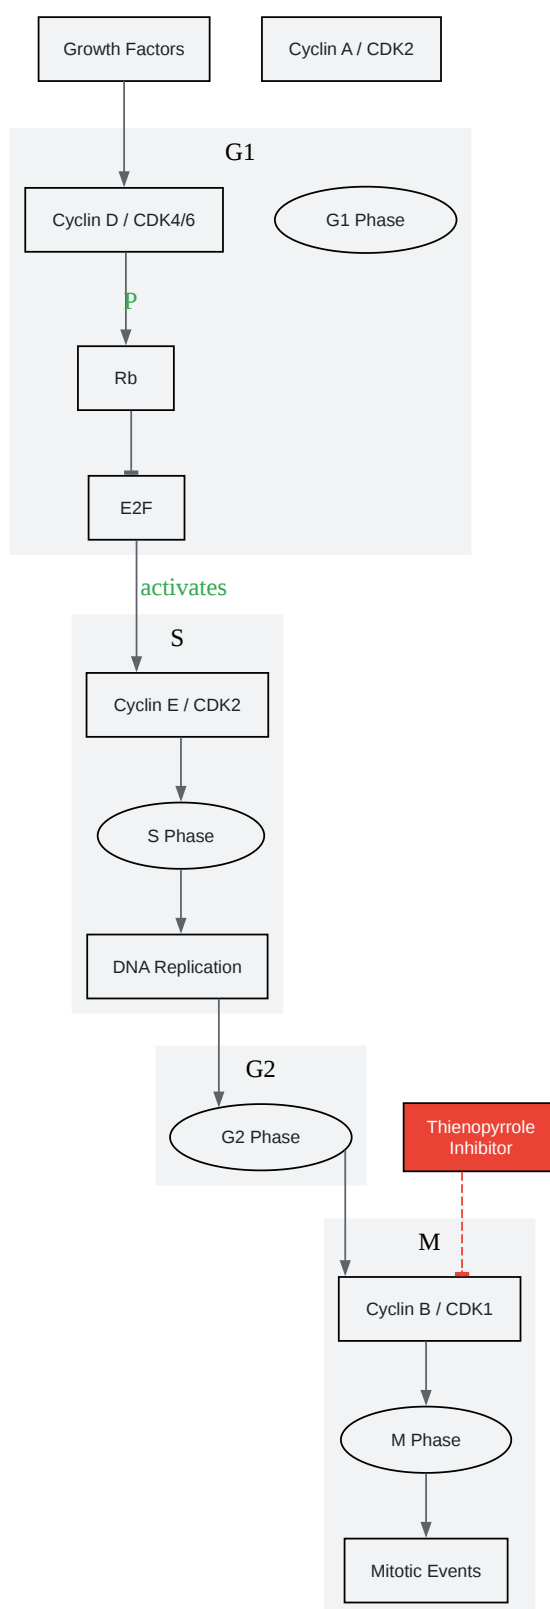 Growth Factors
Cyclin A / CDK2
G1
Cyclin D / CDK4/6
G1 Phase
P
Rb
E2F
activates
S
Cyclin E / CDK2
S Phase
DNA Replication
G2
G2 Phase
Thienopyrrole
Inhibitor
M
Cyclin B / CDK1
M Phase
Mitotic Events